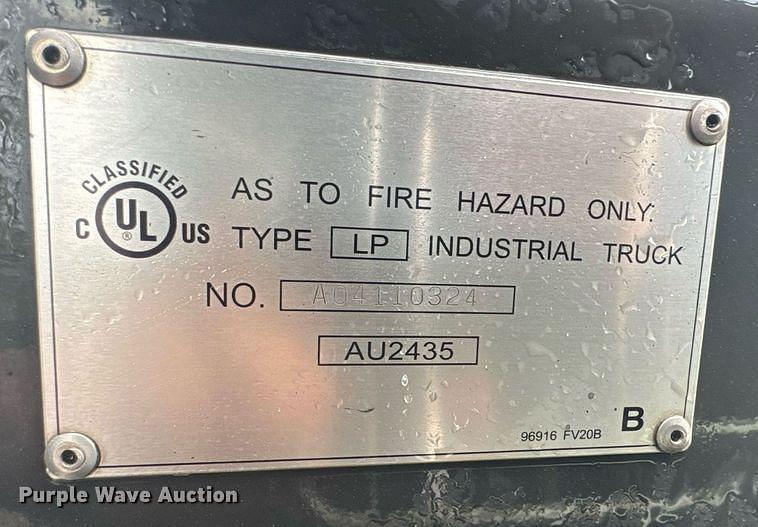 CLASSIFIED
C UL® US
AS TO FIRE HAZARD ONLY:
TYPE LP INDUSTRIAL TRUCK
NO. A04110324
AU2435
96916 FV20B B
Purple Wave Auction